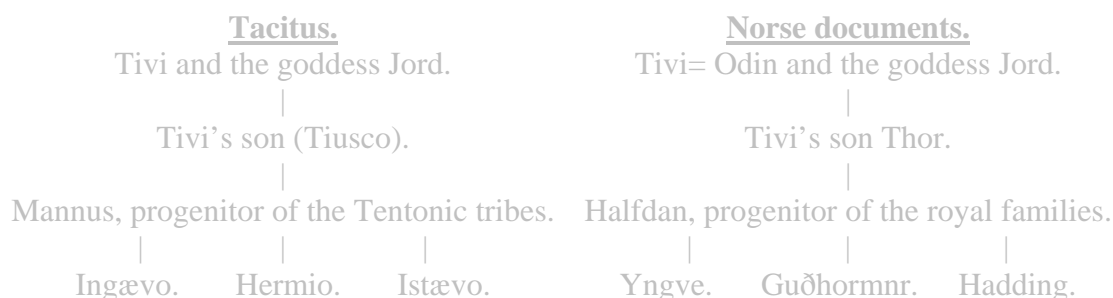 Tacitus. Norse documents.
Tivi and the goddess Jord. Tivi= Odin and the goddess Jord.
| |
Tivi’s son (Tiusco). Tivi’s son Thor.
| |
Mannus, progenitor of the Tentonic tribes. Halfdan, progenitor of the royal families.
| | | | | |
Ingævo. Hermio. Istævo. Yngve. Guðhormnr. Hadding.